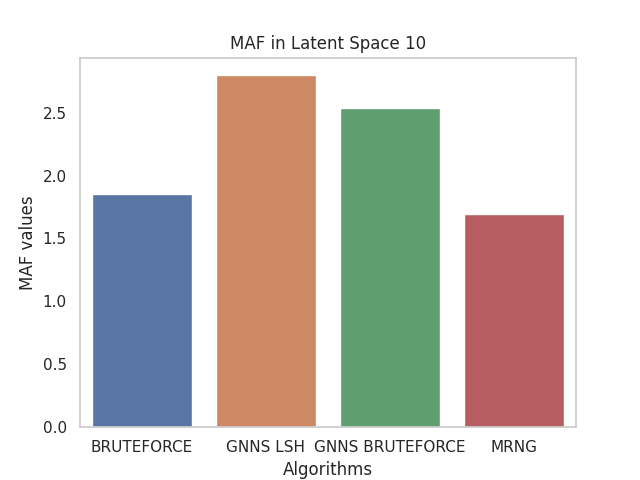 MAF in Latent Space 10
MAF values
2.5
2.0
1.5
1.0
0.5
0.0
BRUTEFORCE GNNS LSH GNNS BRUTEFORCE MRNG
Algorithms